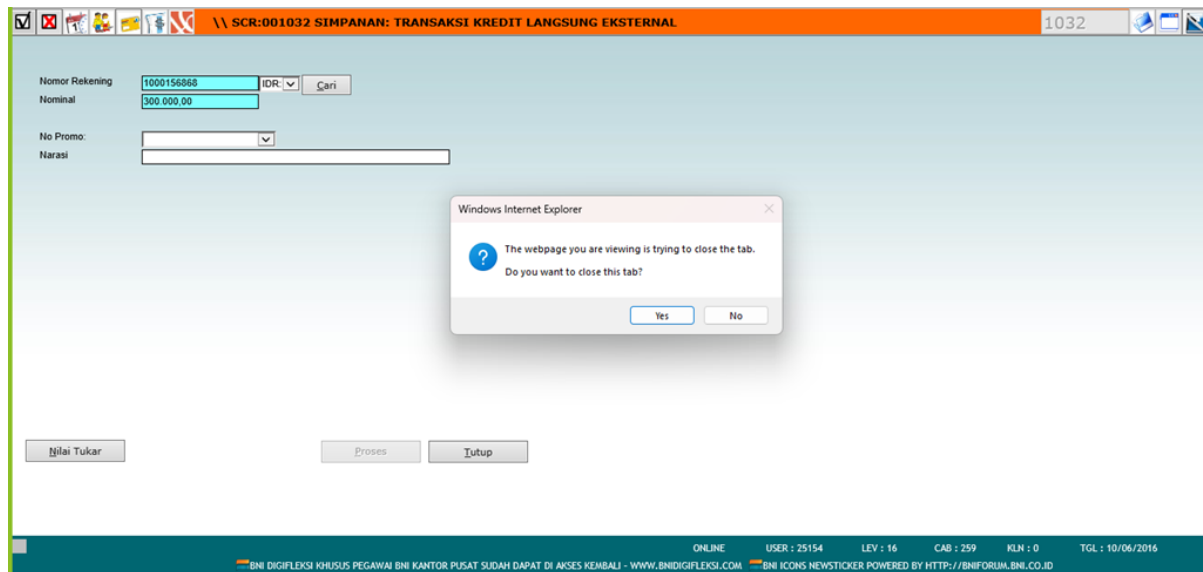 \\ SCR:001032 SIMPANAN: TRANSAKSI KREDIT LANGSUNG EKSTERNAL
1032
Nomor Rekening 1000156868 IDR: Cari
Nominal 300.000,00
No Promo:
Narasi
Windows Internet Explorer
The webpage you are viewing is trying to close the tab.
Do you want to close this tab?
Yes No
Nilai Tukar Proses Tutup
ONLINE USER : 25154 LEV : 16 CAB : 259 KLN : 0 TGL : 10/06/2016
BNI DIGIFLEKSI KHUSUS PEGAWAI BNI KANTOR PUSAT SUDAH DAPAT DI AKSES KEMBALI - WWW.BNIDIGIFLEKSI.COM BNI ICONS NEWSTICKER POWERED BY HTTP://BNIFORUM.BNI.CO.ID